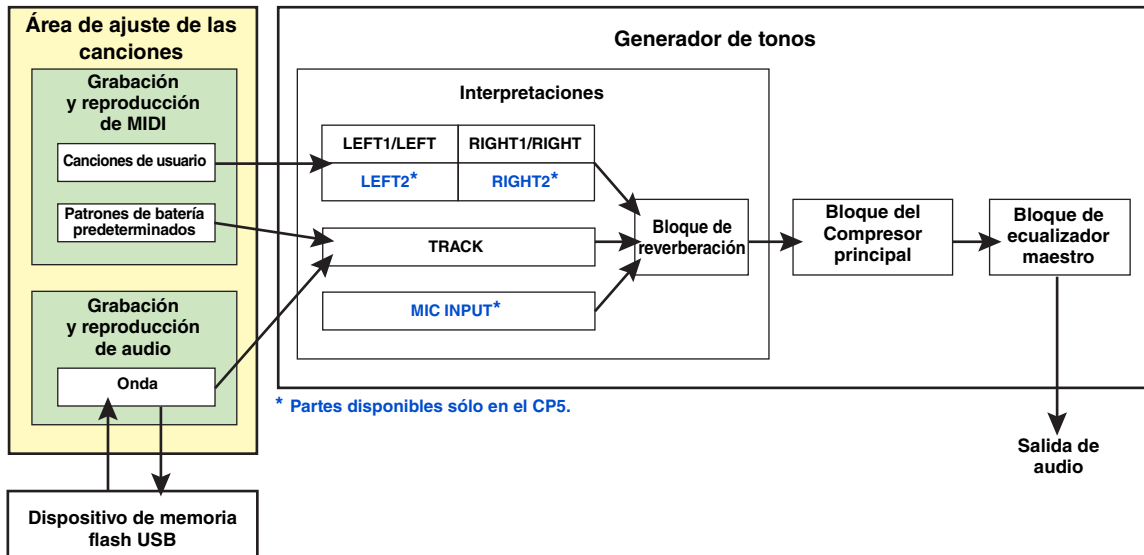 Área de ajuste de las
canciones
Grabación
y reproducción
de MIDI
Canciones de usuario
Patrones de batería
predeterminados
Grabación
y reproducción
de audio
Onda
Dispositivo de memoria
flash USB
Generador de tonos
Interpretaciones
LEFT1/LEFT
RIGHT1/RIGHT
LEFT2*
RIGHT2*
TRACK
MIC INPUT*
Bloque de
reverberación
Bloque del
Compresor
principal
Bloque de
ecualizador
maestro
* Partes disponibles sólo en el CP5.
Salida de
audio